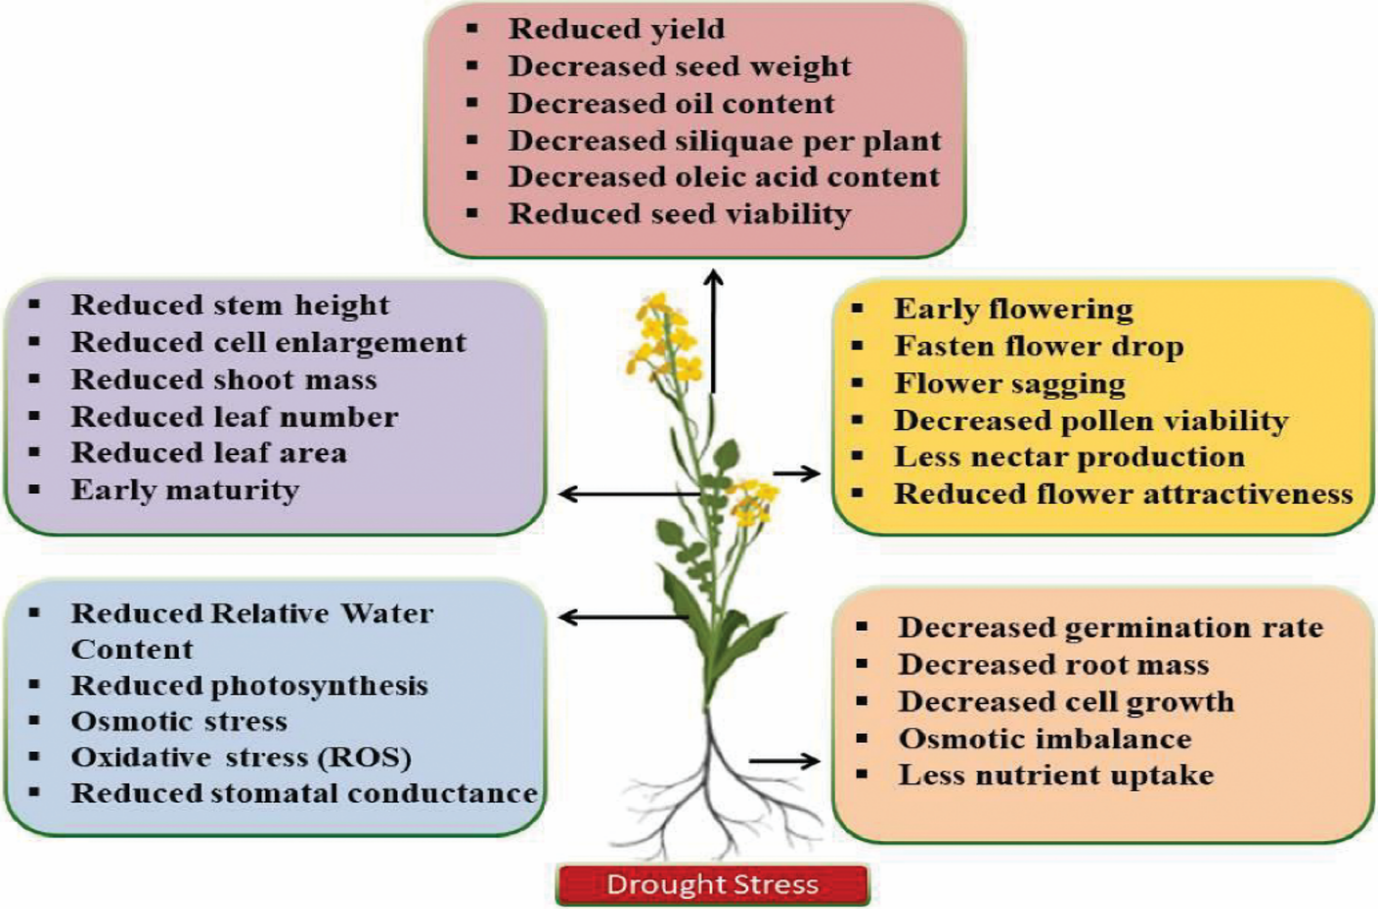 Reduced yield
Decreased seed weight
Decreased oil content
Decreased siliquae per plant
Decreased oleic acid content
Reduced seed viability
Reduced stem height
Reduced cell enlargement
Reduced shoot mass
Reduced leaf number
Reduced leaf area
Early maturity
Early flowering
Fasten flower drop
Flower sagging
Decreased pollen viability
Less nectar production
Reduced flower attractiveness
Reduced Relative Water
Content
Reduced photosynthesis
Osmotic stress
Oxidative stress (ROS)
Reduced stomatal conductance
Decreased germination rate
Decreased root mass
Decreased cell growth
Osmotic imbalance
Less nutrient uptake
Drought Stress